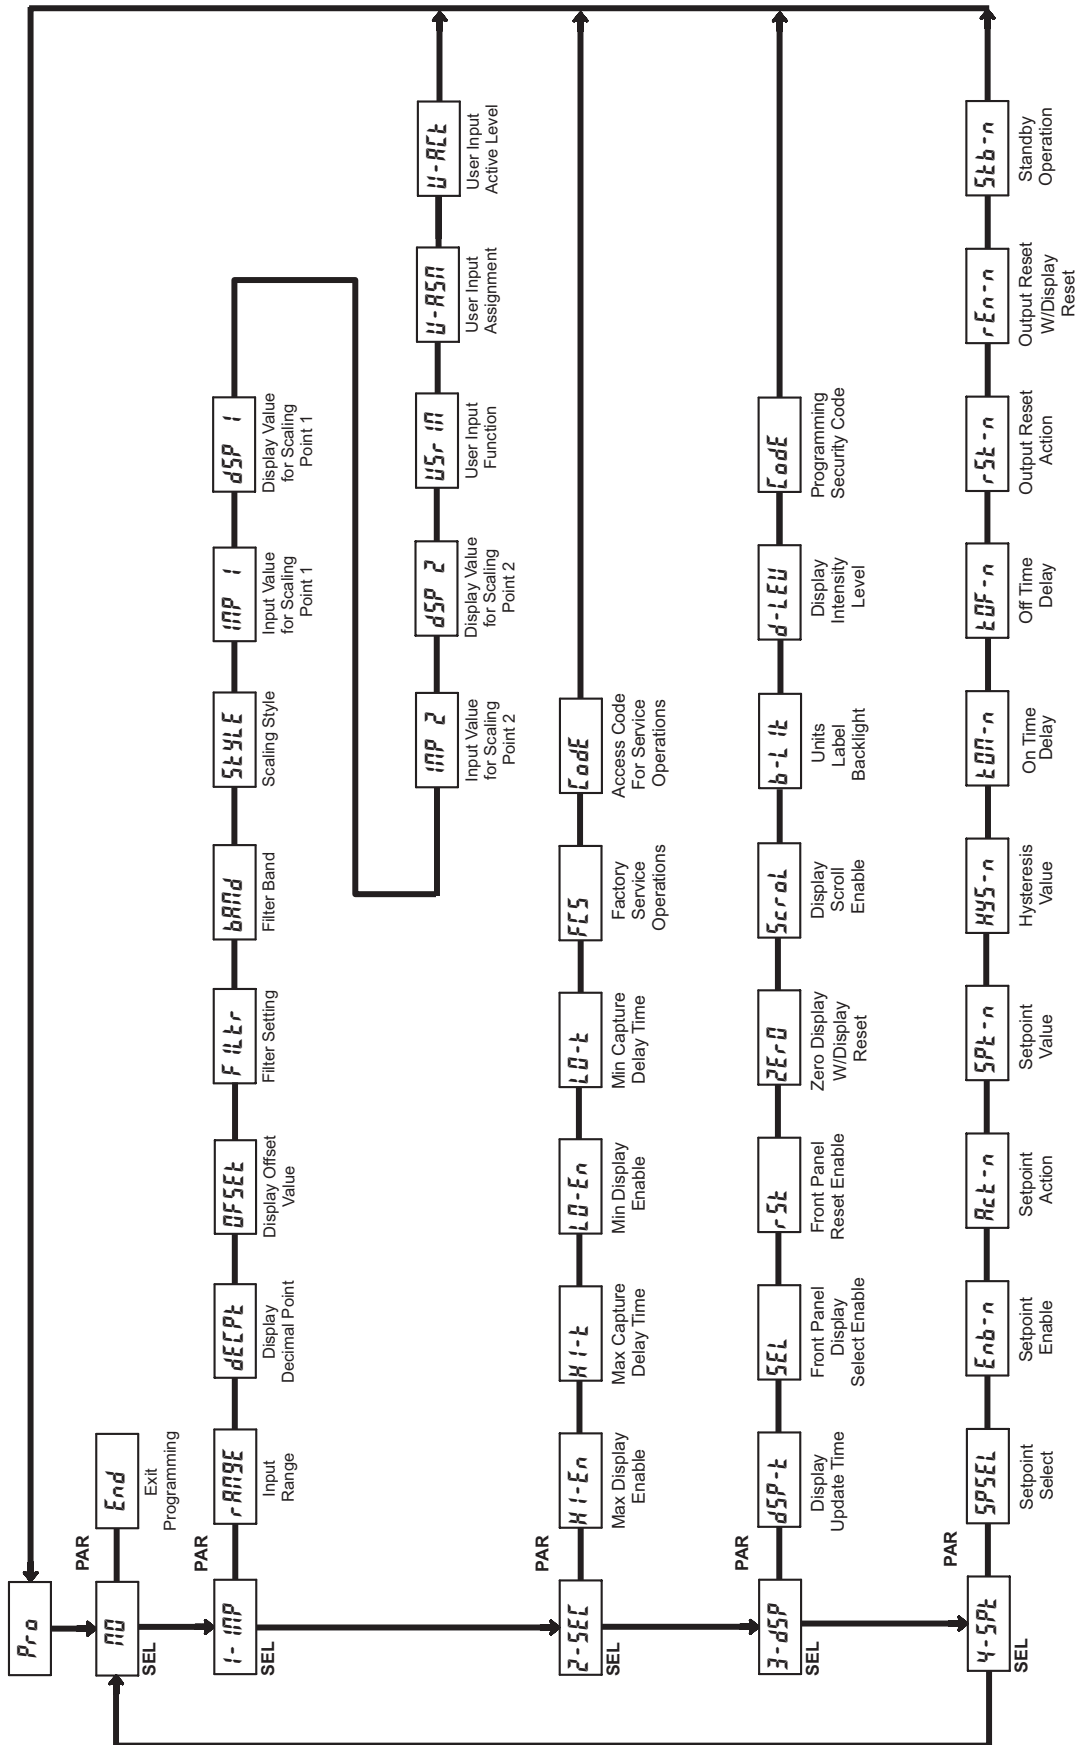 Pro
NO
SEL
PAR
End
Exit
Programming
1-INP
SEL
PAR
rANGE
Input
Range
dECPt
Display
Decimal Point
OFSEt
Display Offset
Value
FILtr
Filter Setting
bANd
Filter Band
StYLE
Scaling Style
INP 1
Input Value
for Scaling
Point 1
dSP 1
Display Value
for Scaling
Point 1
INP 2
Input Value
for Scaling
Point 2
dSP 2
Display Value
for Scaling
Point 2
USrIN
User Input
Function
U-ASN
User Input
Assignment
U-ACt
User Input
Active Level
2-SEC
SEL
PAR
HI-En
Max Display
Enable
HI-t
Max Capture
Delay Time
LO-En
Min Display
Enable
LO-t
Min Capture
Delay Time
FCS
Factory
Service
Operations
CodE
Access Code
For Service
Operations
3-dSP
SEL
PAR
dSP-t
Display
Update Time
SEL
Front Panel
Display
Select Enable
rSt
Front Panel
Reset Enable
ZErO
Zero Display
W/Display
Reset
ScroL
Display
Scroll
Enable
b-LIt
Units
Label
Backlight
d-LEV
Display
Intensity
Level
CodE
Programming
Security Code
4-SPt
SEL
PAR
SPSEL
Setpoint
Select
Enb-n
Setpoint
Enable
Act-n
Setpoint
Action
SPt-n
Setpoint
Value
HYS-n
Hysteresis
Value
tON-n
On Time
Delay
tOF-n
Off Time
Delay
rSt-n
Output Reset
Action
rEn-n
Output Reset
W/Display
Reset
Stb-n
Standby
Operation